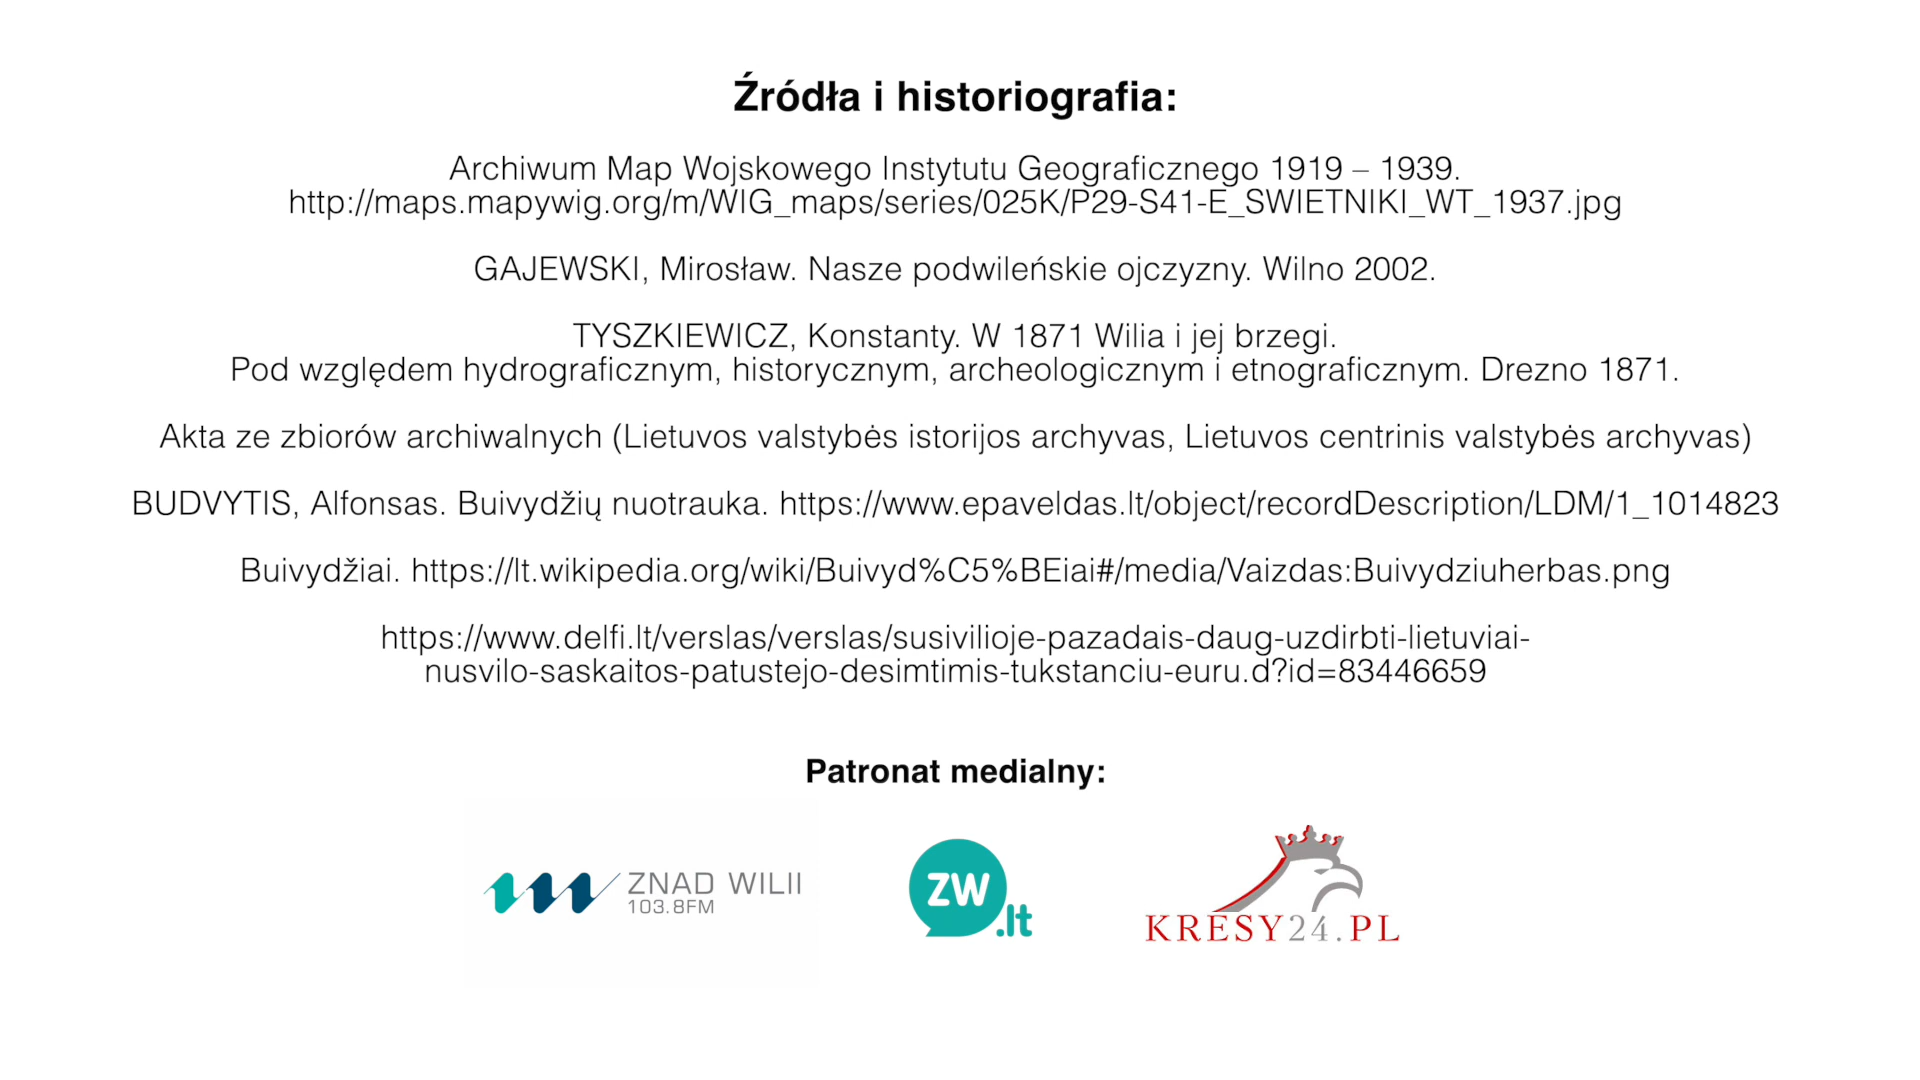 Źródła i historiografia:
Archiwum Map Wojskowego Instytutu Geograficznego 1919 – 1939.
http://maps.mapywig.org/m/WIG_maps/series/025K/P29-S41-E_SWIETNIKI_WT_1937.jpg
GAJEWSKI, Mirosław. Nasze podwileńskie ojczyzny. Wilno 2002.
TYSZKIEWICZ, Konstanty. W 1871 Wilia i jej brzegi.
Pod względem hydrograficznym, historycznym, archeologicznym i etnograficznym. Drezno 1871.
Akta ze zbiorów archiwalnych (Lietuvos valstybės istorijos archyvas, Lietuvos centrinis valstybės archyvas)
BUDVYTIS, Alfonsas. Buivydžių nuotrauka. https://www.epaveldas.lt/object/recordDescription/LDM/1_1014823
Buivydžiai. https://lt.wikipedia.org/wiki/Buivyd%C5%BEiai#/media/Vaizdas:Buivydziuherbas.png
https://www.delfi.lt/verslas/verslas/susivilioje-pazadais-daug-uzdirbti-lietuviai-
nusvilo-saskaitos-patustejo-desimtimis-tukstanciu-euru.d?id=83446659
Patronat medialny:
ZNAD WILII
103.8FM
ZW.lt
KRESY24.PL